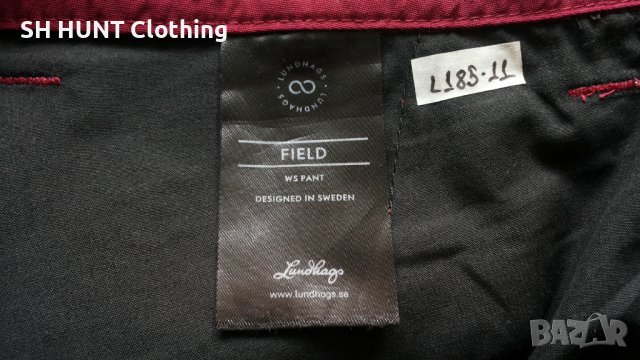 SH HUNT Clothing
· LUNDHAGS · LUNDHAGS
FIELD
WS PANT
DESIGNED IN SWEDEN
Lundhags
www.lundhags.se
L185-11
BAZAR